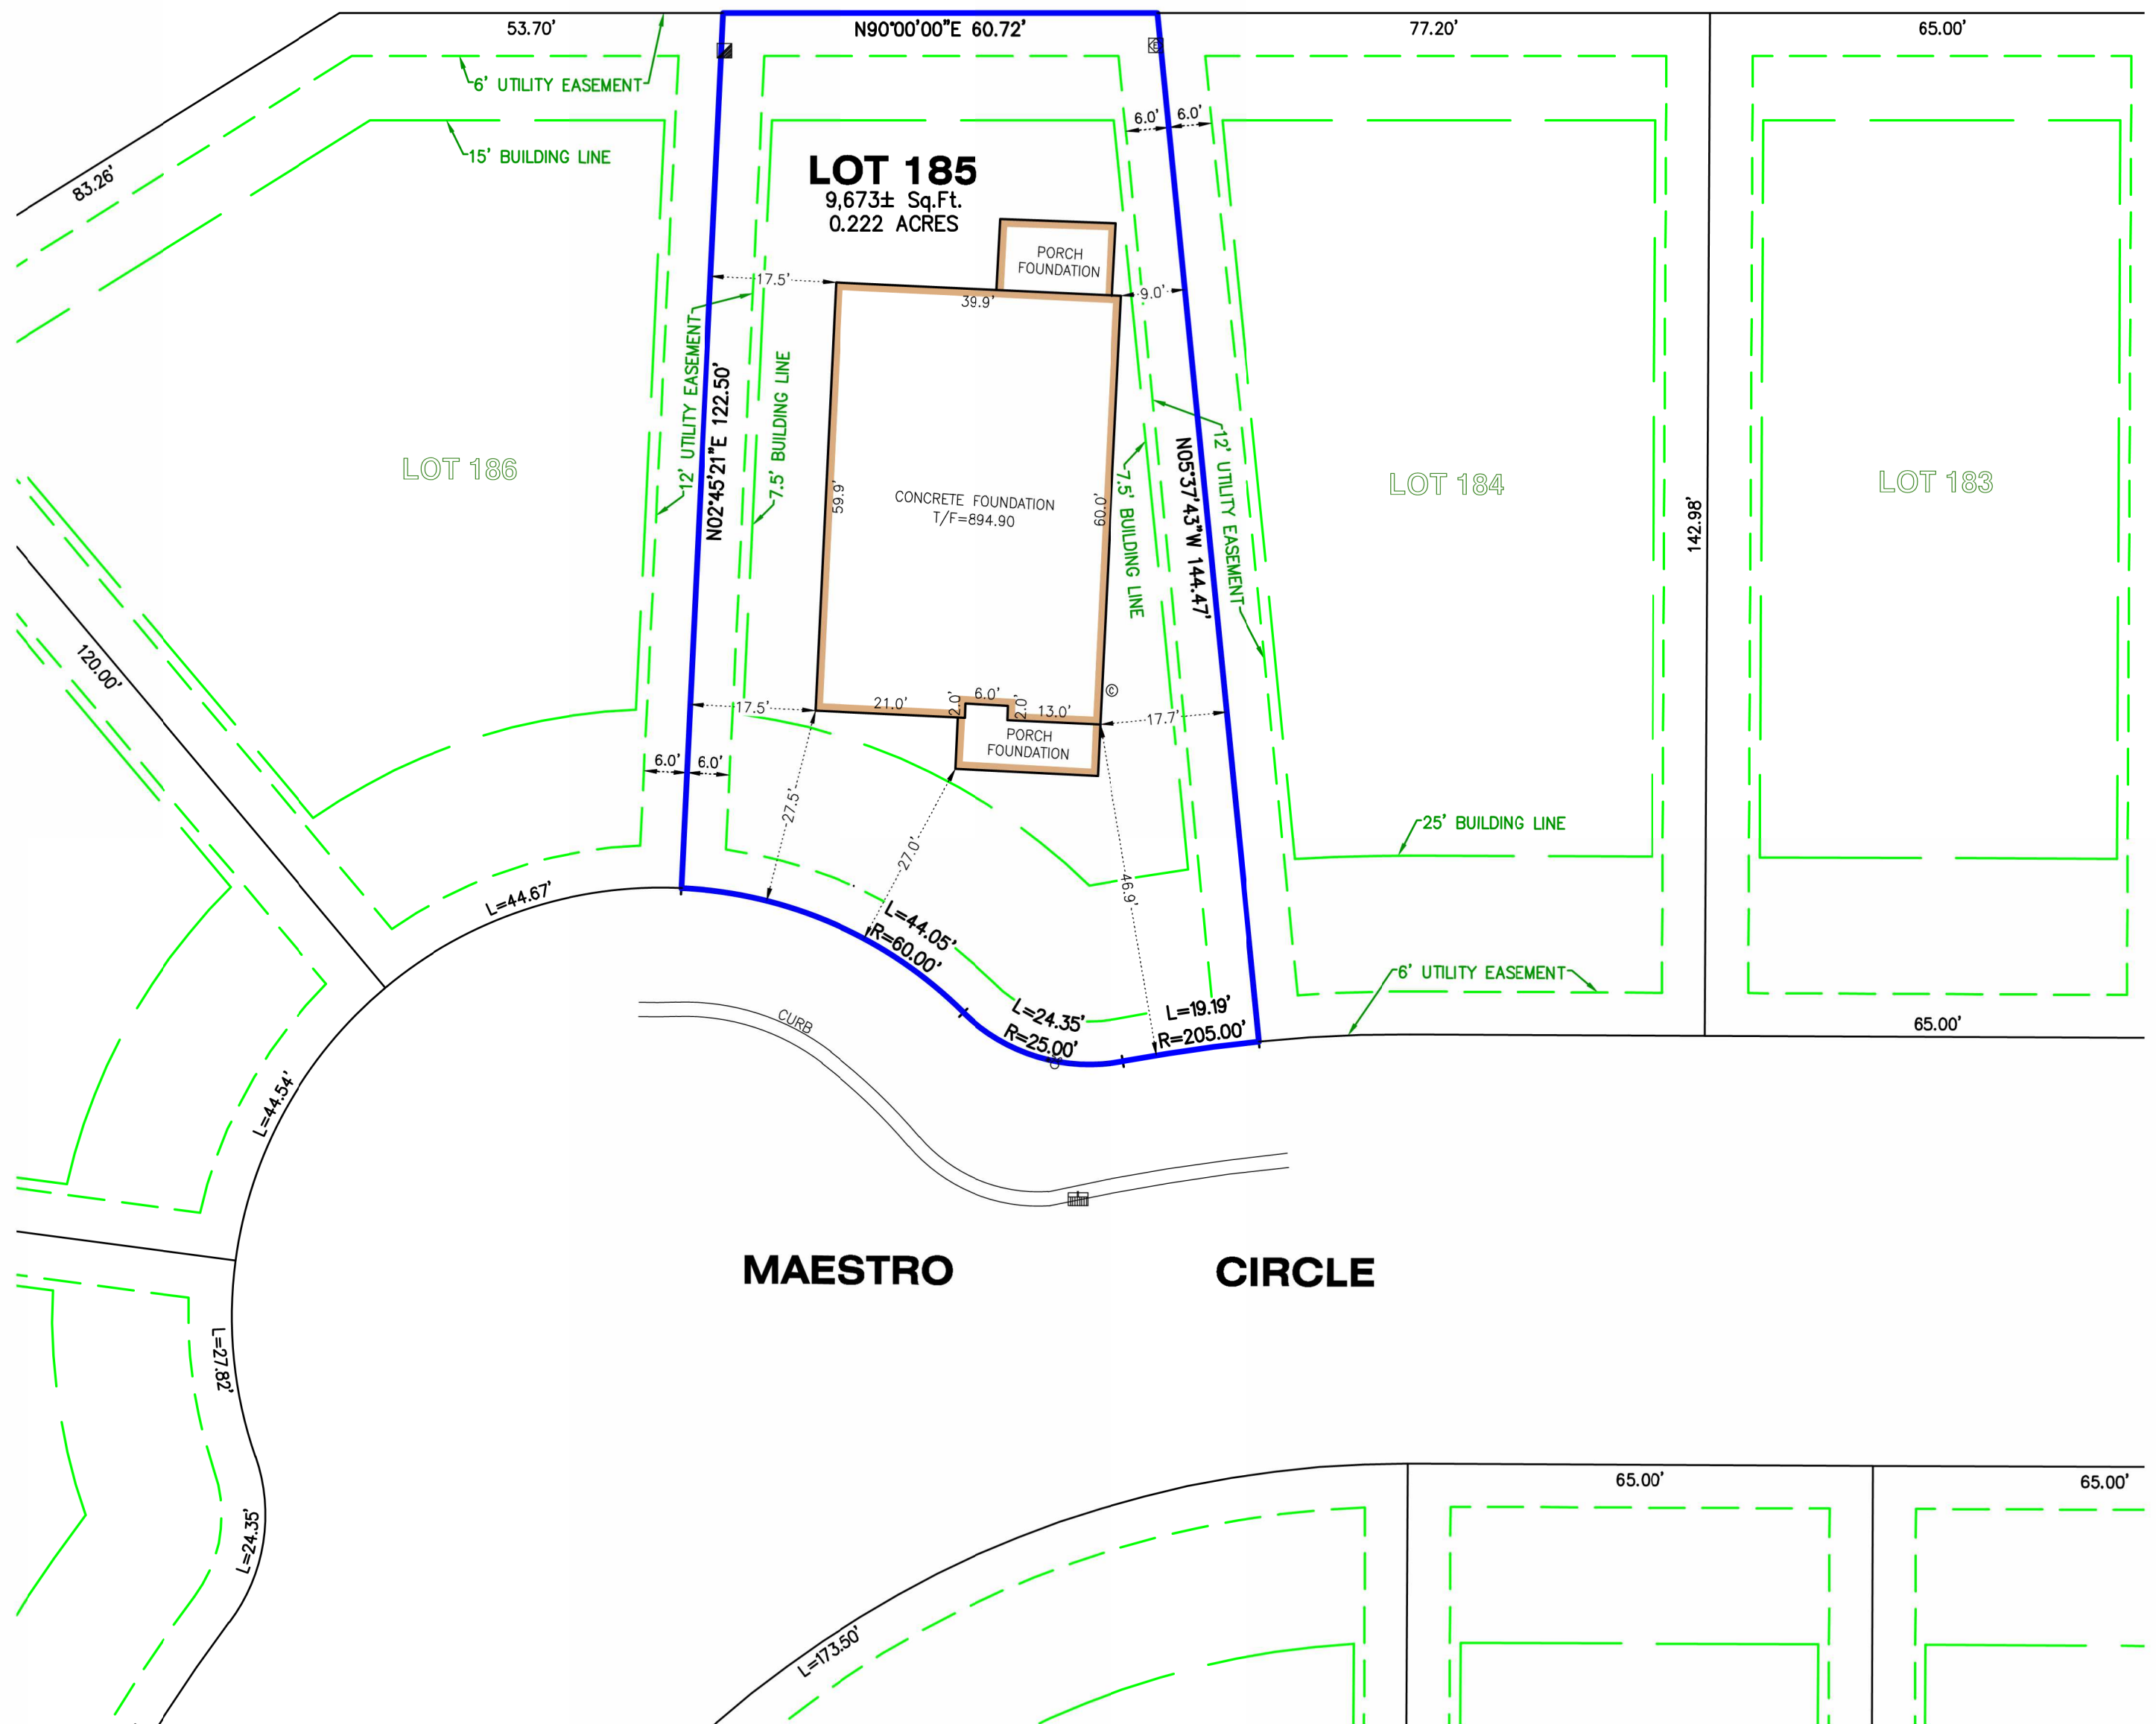 53.70'
N90°00'00"E 60.72'
77.20'
65.00'
6' UTILITY EASEMENT
15' BUILDING LINE
83.26'
6.0'
6.0'
LOT 185
9,673± Sq.Ft.
0.222 ACRES
PORCH
FOUNDATION
17.5'
39.9'
9.0'
12' UTILITY EASEMENT
N02°45'21"E 122.50'
7.5' BUILDING LINE
LOT 186
59.9'
CONCRETE FOUNDATION
T/F=894.90
60.0'
7.5' BUILDING LINE
N05°37'43"W 144.47'
12' UTILITY EASEMENT
LOT 184
142.98'
LOT 183
120.00'
17.5'
21.0'
2.0'
6.0'
2.0'
13.0'
C
17.7'
PORCH
FOUNDATION
6.0'
6.0'
27.5'
27.0'
46.9'
25' BUILDING LINE
L=44.67'
L=44.05'
R=60.00'
6' UTILITY EASEMENT
L=24.35'
R=25.00'
L=19.19'
R=205.00'
65.00'
CURB
L=44.54'
MAESTRO CIRCLE
L=27.82'
L=24.35'
65.00'
65.00'
L=173.50'